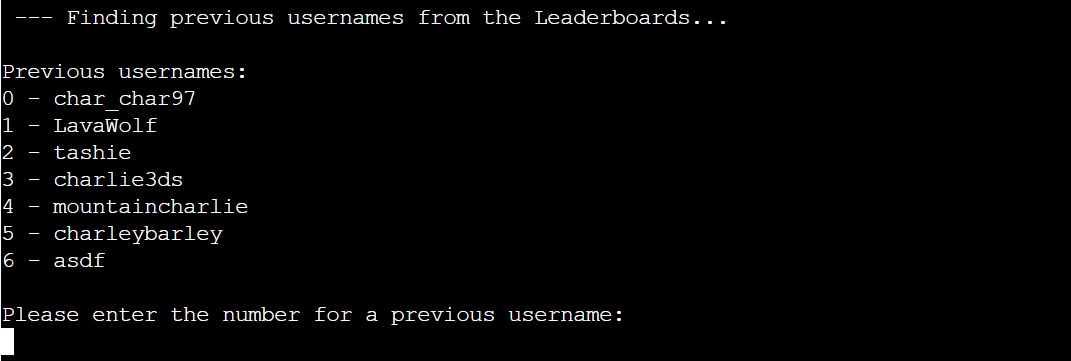 --- Finding previous usernames from the Leaderboards...
Previous usernames:
0 - char_char97
1 - LavaWolf
2 - tashie
3 - charlie3ds
4 - mountaincharlie
5 - charleybarley
6 - asdf
Please enter the number for a previous username: